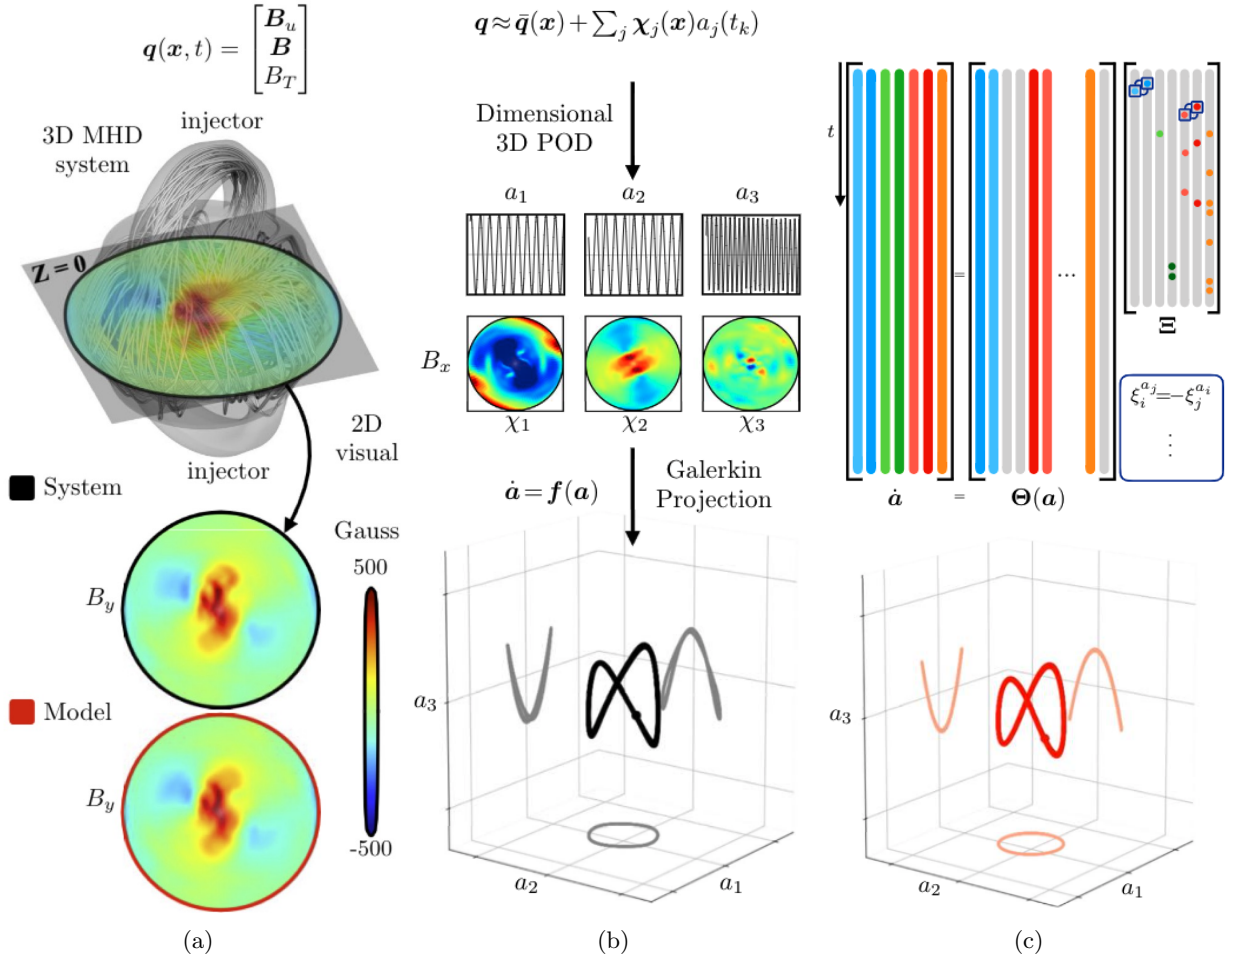 q(x, t) = [B_u B B_T]
3D MHD
system
injector
Z = 0
injector
2D
visual
System
Gauss
500
B_y
Model
B_y
-500
(a)
q ≈ q̄(x) + ∑_j χ_j(x)a_j(t_k)
Dimensional
3D POD
a_1 a_2 a_3
B_x
χ_1 χ_2 χ_3
ȧ = f(a)
Galerkin
Projection
a_3
a_2
a_1
(b)
t
= ...
Ξ
ξ_i^{a_j} = -ξ_j^{a_i}
⋮
ȧ = Θ(a)
a_3
a_2
a_1
(c)